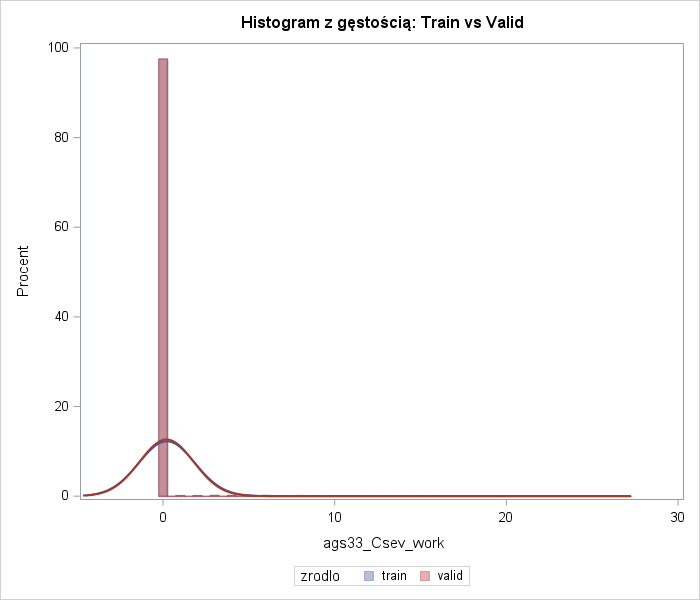 Histogram z gęstością: Train vs Valid
100
80
60
40
20
0
Procent
0 10 20 30
ags33_Csev_work
zrodlo train valid